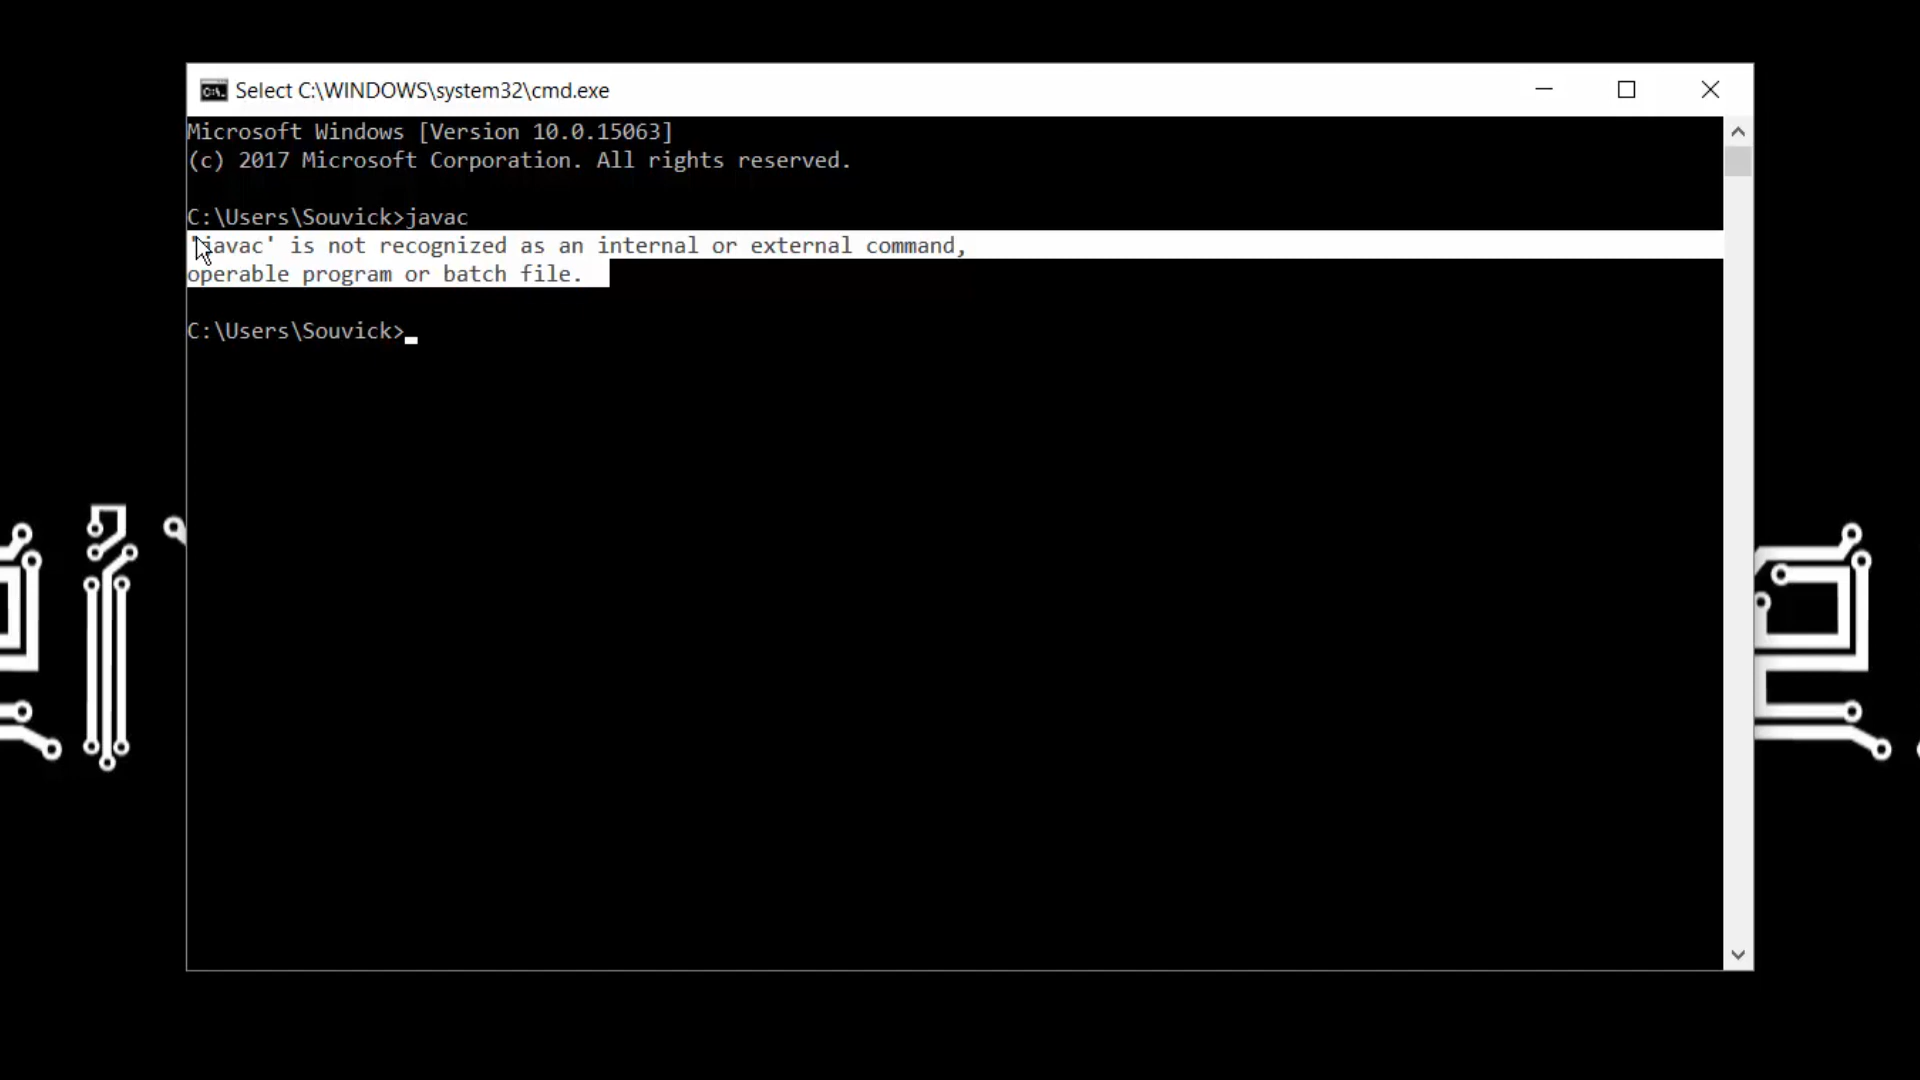 Select C:\WINDOWS\system32\cmd.exe
Microsoft Windows [Version 10.0.15063]
(c) 2017 Microsoft Corporation. All rights reserved.
C:\Users\Souvick>javac
'javac' is not recognized as an internal or external command,
operable program or batch file.
C:\Users\Souvick>